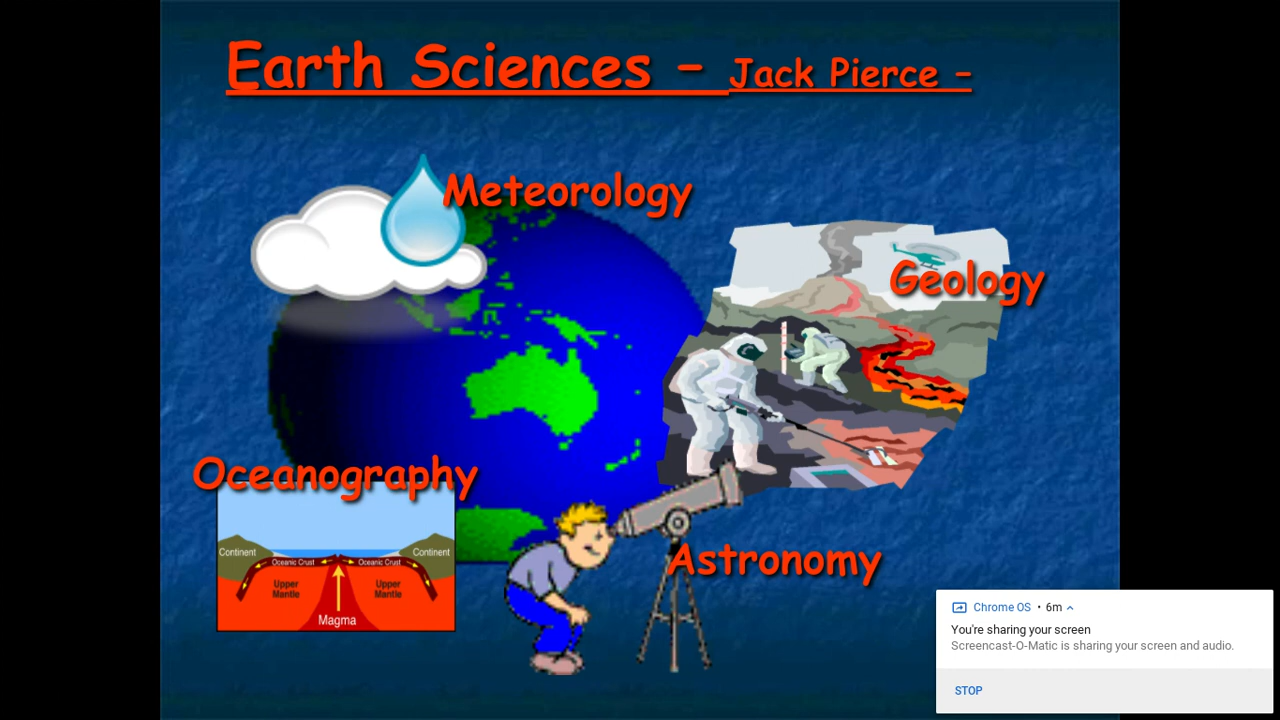 Earth Sciences – Jack Pierce –
Meteorology
Geology
Oceanography
Continent
Continent
Oceanic Crust
Oceanic Crust
Upper
Mantle
Upper
Mantle
Magma
Astronomy
Chrome OS • 6m
You're sharing your screen
Screencast-O-Matic is sharing your screen and audio.
STOP